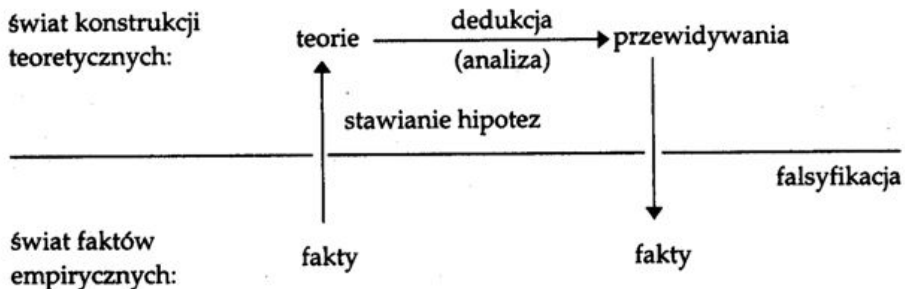 świat konstrukcji
teoretycznych:
teorie
dedukcja
(analiza)
przewidywania
stawianie hipotez
falsyfikacja
świat faktów
empirycznych:
fakty
fakty